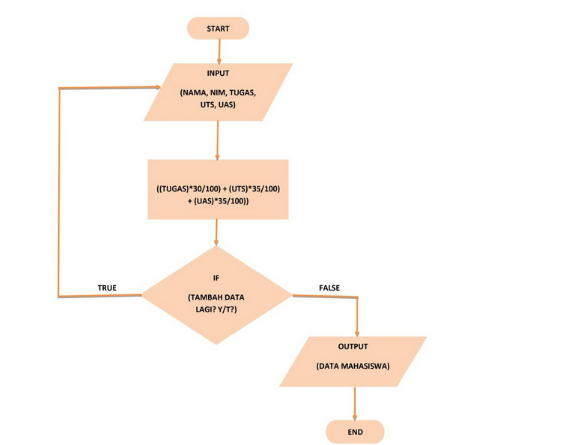 START
INPUT
(NAMA, NIM, TUGAS,
UTS, UAS)
((TUGAS)*30/100) + (UTS)*35/100)
+ (UAS)*35/100))
IF
(TAMBAH DATA
LAGI? Y/T?)
TRUE
FALSE
OUTPUT
(DATA MAHASISWA)
END